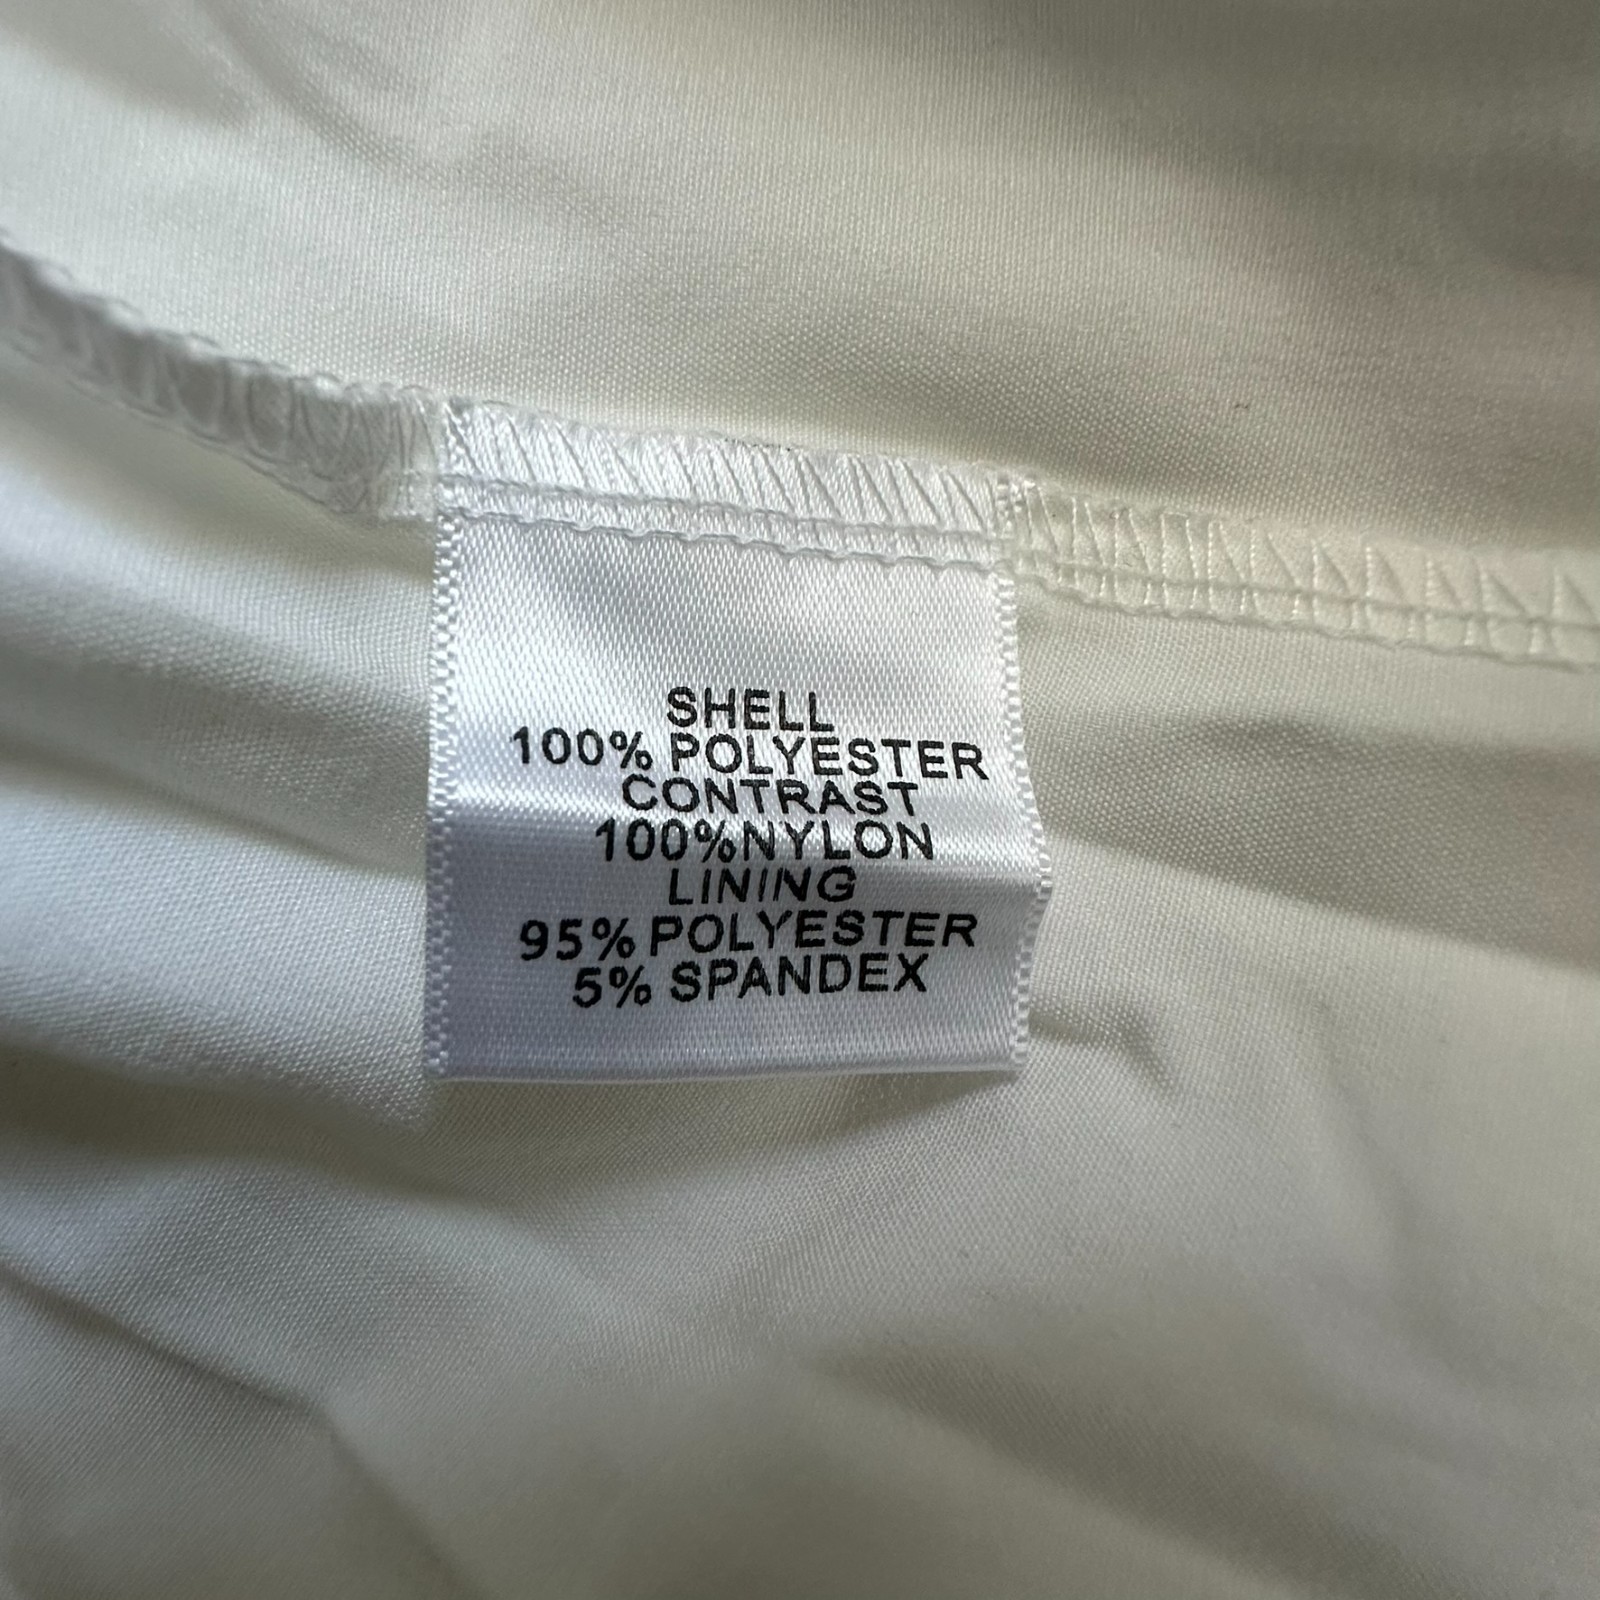 SHELL
100% POLYESTER
CONTRAST
100%NYLON
LINING
95% POLYESTER
5% SPANDEX